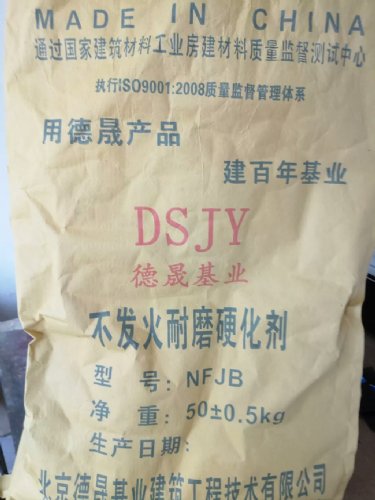 MADE IN CHINA
通过国家建筑材料工业房建材料质量监督测试中心
执行ISO9001:2008质量监督管理体系
用德晟产品
建百年基业
DSJY
德晟基业
不发火耐磨硬化剂
型 号: NFJB
净 重: 50±0.5kg
生产日期:
北京德晟基业建筑工程技术有限公司